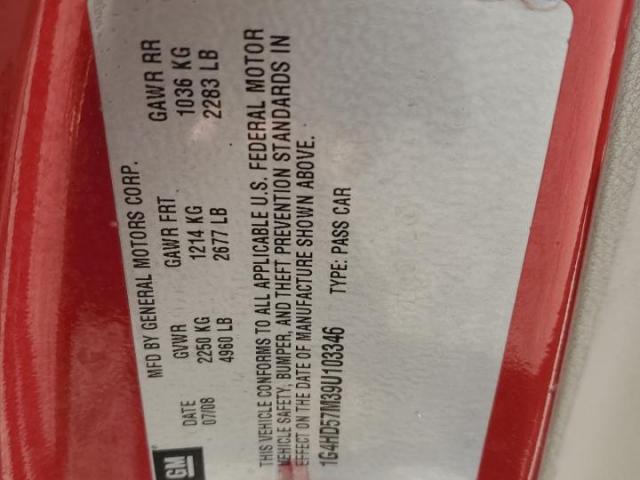 GM
MFD BY GENERAL MOTORS CORP.
DATE GVWR GAWR FRT GAWR RR
07/08 2250 KG 1214 KG 1036 KG
4960 LB 2677 LB 2283 LB
THIS VEHICLE CONFORMS TO ALL APPLICABLE U.S. FEDERAL MOTOR
VEHICLE SAFETY, BUMPER, AND THEFT PREVENTION STANDARDS IN
EFFECT ON THE DATE OF MANUFACTURE SHOWN ABOVE.
1G4HD57M39U103346 TYPE: PASS CAR